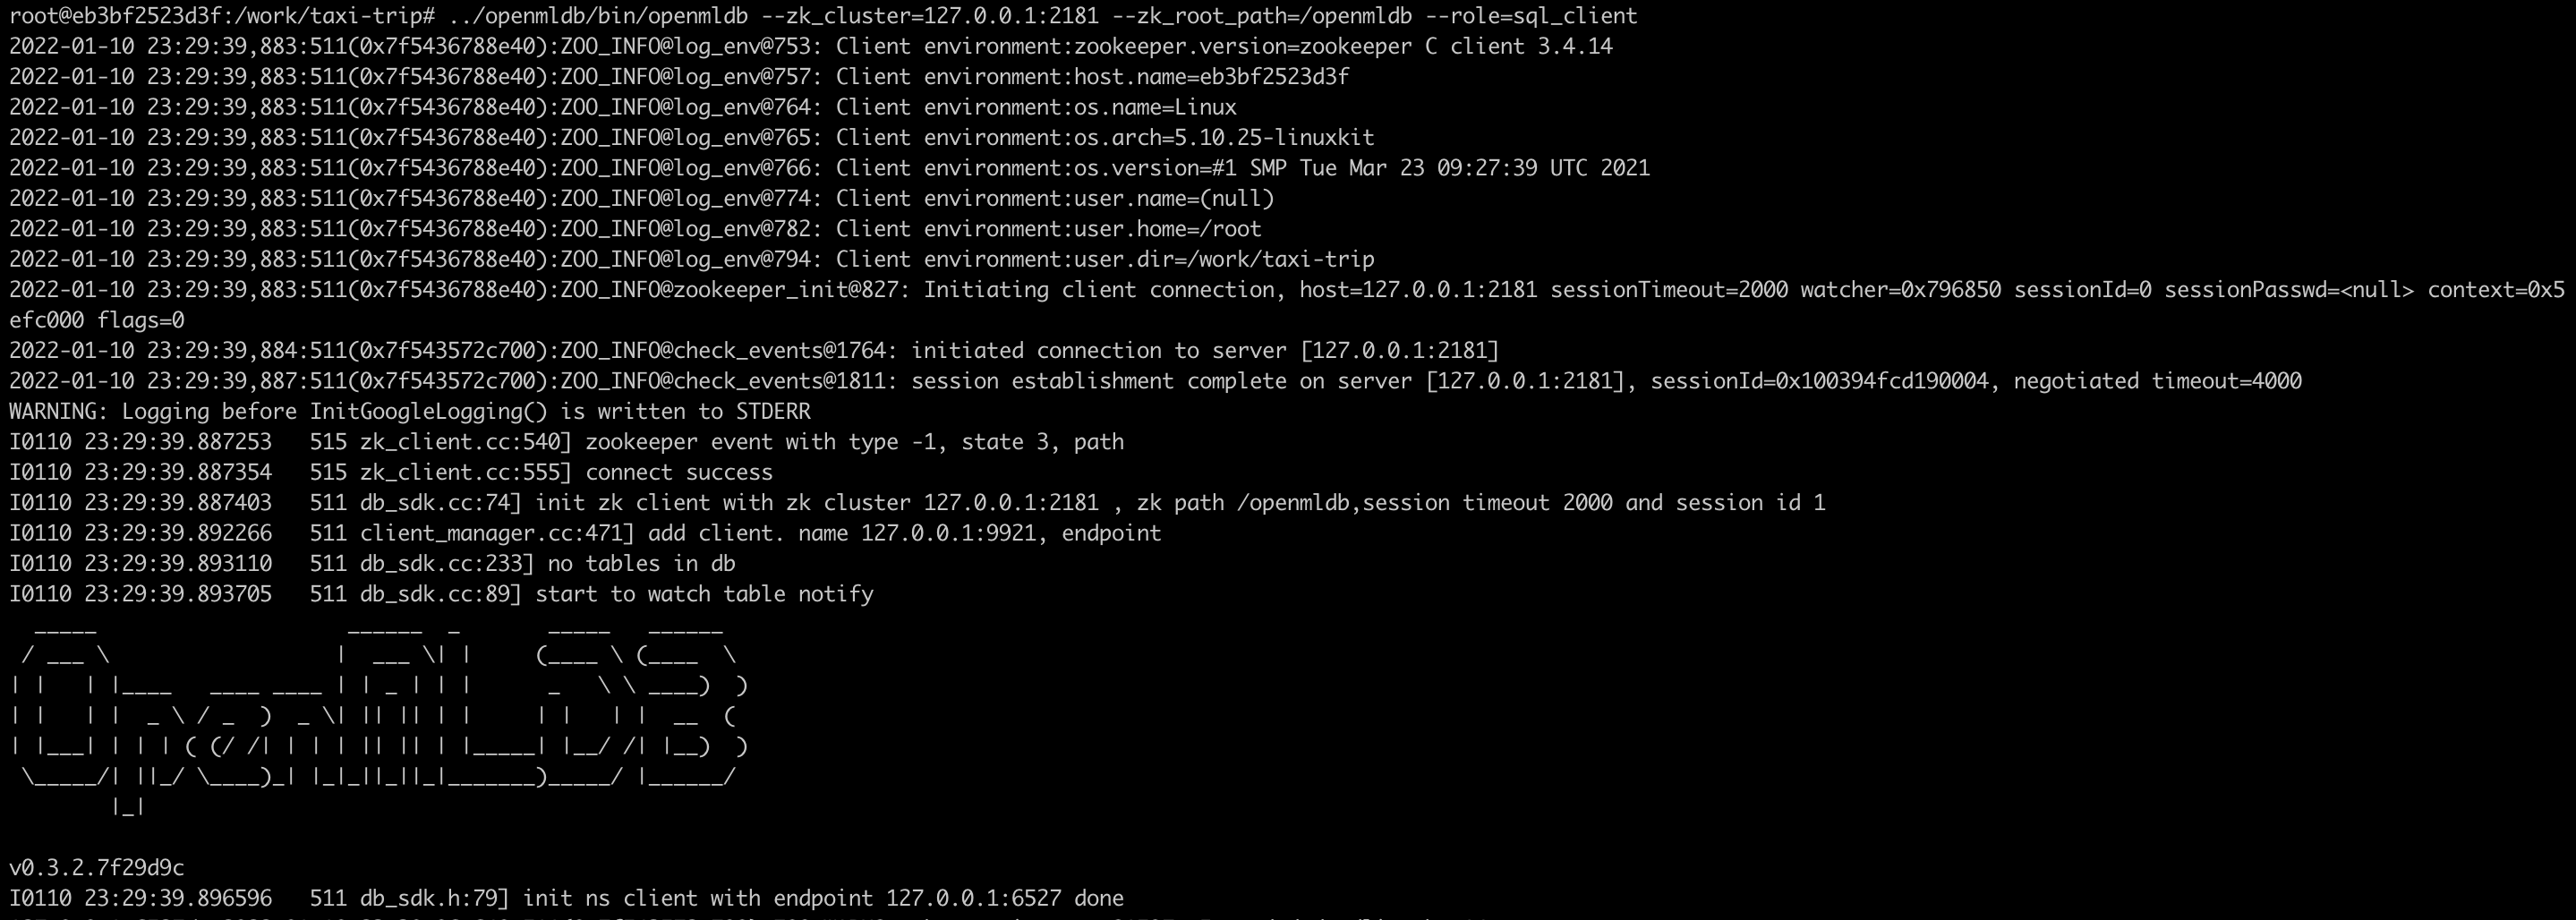 root@eb3bf2523d3f:/work/taxi-trip# ../openmldb/bin/openmldb --zk_cluster=127.0.0.1:2181 --zk_root_path=/openmldb --role=sql_client
2022-01-10 23:29:39,883:511(0x7f5436788e40):ZOO_INFO@log_env@753: Client environment:zookeeper.version=zookeeper C client 3.4.14
2022-01-10 23:29:39,883:511(0x7f5436788e40):ZOO_INFO@log_env@757: Client environment:host.name=eb3bf2523d3f
2022-01-10 23:29:39,883:511(0x7f5436788e40):ZOO_INFO@log_env@764: Client environment:os.name=Linux
2022-01-10 23:29:39,883:511(0x7f5436788e40):ZOO_INFO@log_env@765: Client environment:os.arch=5.10.25-linuxkit
2022-01-10 23:29:39,883:511(0x7f5436788e40):ZOO_INFO@log_env@766: Client environment:os.version=#1 SMP Tue Mar 23 09:27:39 UTC 2021
2022-01-10 23:29:39,883:511(0x7f5436788e40):ZOO_INFO@log_env@774: Client environment:user.name=(null)
2022-01-10 23:29:39,883:511(0x7f5436788e40):ZOO_INFO@log_env@782: Client environment:user.home=/root
2022-01-10 23:29:39,883:511(0x7f5436788e40):ZOO_INFO@log_env@794: Client environment:user.dir=/work/taxi-trip
2022-01-10 23:29:39,883:511(0x7f5436788e40):ZOO_INFO@zookeeper_init@827: Initiating client connection, host=127.0.0.1:2181 sessionTimeout=2000 watcher=0x796850 sessionId=0 sessionPasswd=<null> context=0x5
efc000 flags=0
2022-01-10 23:29:39,884:511(0x7f543572c700):ZOO_INFO@check_events@1764: initiated connection to server [127.0.0.1:2181]
2022-01-10 23:29:39,887:511(0x7f543572c700):ZOO_INFO@check_events@1811: session establishment complete on server [127.0.0.1:2181], sessionId=0x100394fcd190004, negotiated timeout=4000
WARNING: Logging before InitGoogleLogging() is written to STDERR
I0110 23:29:39.887253   515 zk_client.cc:540] zookeeper event with type -1, state 3, path
I0110 23:29:39.887354   515 zk_client.cc:555] connect success
I0110 23:29:39.887403   511 db_sdk.cc:74] init zk client with zk cluster 127.0.0.1:2181 , zk path /openmldb,session timeout 2000 and session id 1
I0110 23:29:39.892266   511 client_manager.cc:471] add client. name 127.0.0.1:9921, endpoint
I0110 23:29:39.893110   511 db_sdk.cc:233] no tables in db
I0110 23:29:39.893705   511 db_sdk.cc:89] start to watch table notify
OpenMLDB
v0.3.2.7f29d9c
I0110 23:29:39.896596   511 db_sdk.h:79] init ns client with endpoint 127.0.0.1:6527 done